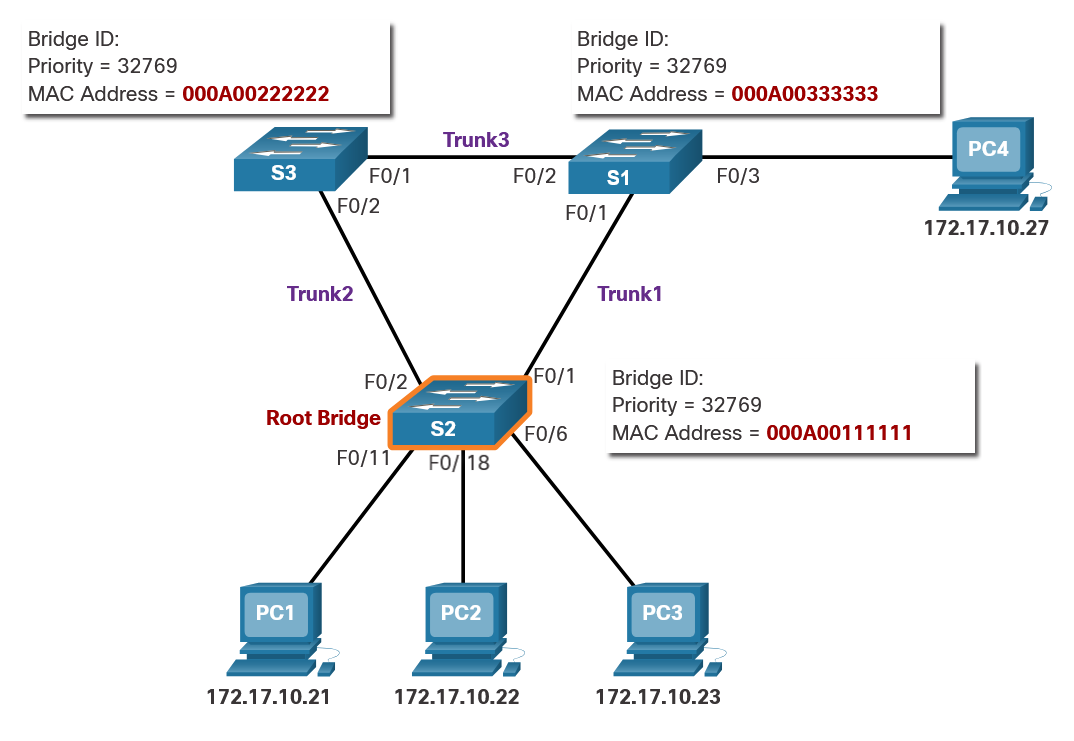 Bridge ID:
Priority = 32769
MAC Address = 000A00222222
Bridge ID:
Priority = 32769
MAC Address = 000A00333333
Trunk3
S3
F0/1
F0/2
S1
F0/3
PC4
F0/2
F0/1
172.17.10.27
Trunk2
Trunk1
F0/2
F0/1
Bridge ID:
Priority = 32769
MAC Address = 000A00111111
Root Bridge
S2
F0/6
F0/11
F0/18
PC1
PC2
PC3
172.17.10.21
172.17.10.22
172.17.10.23